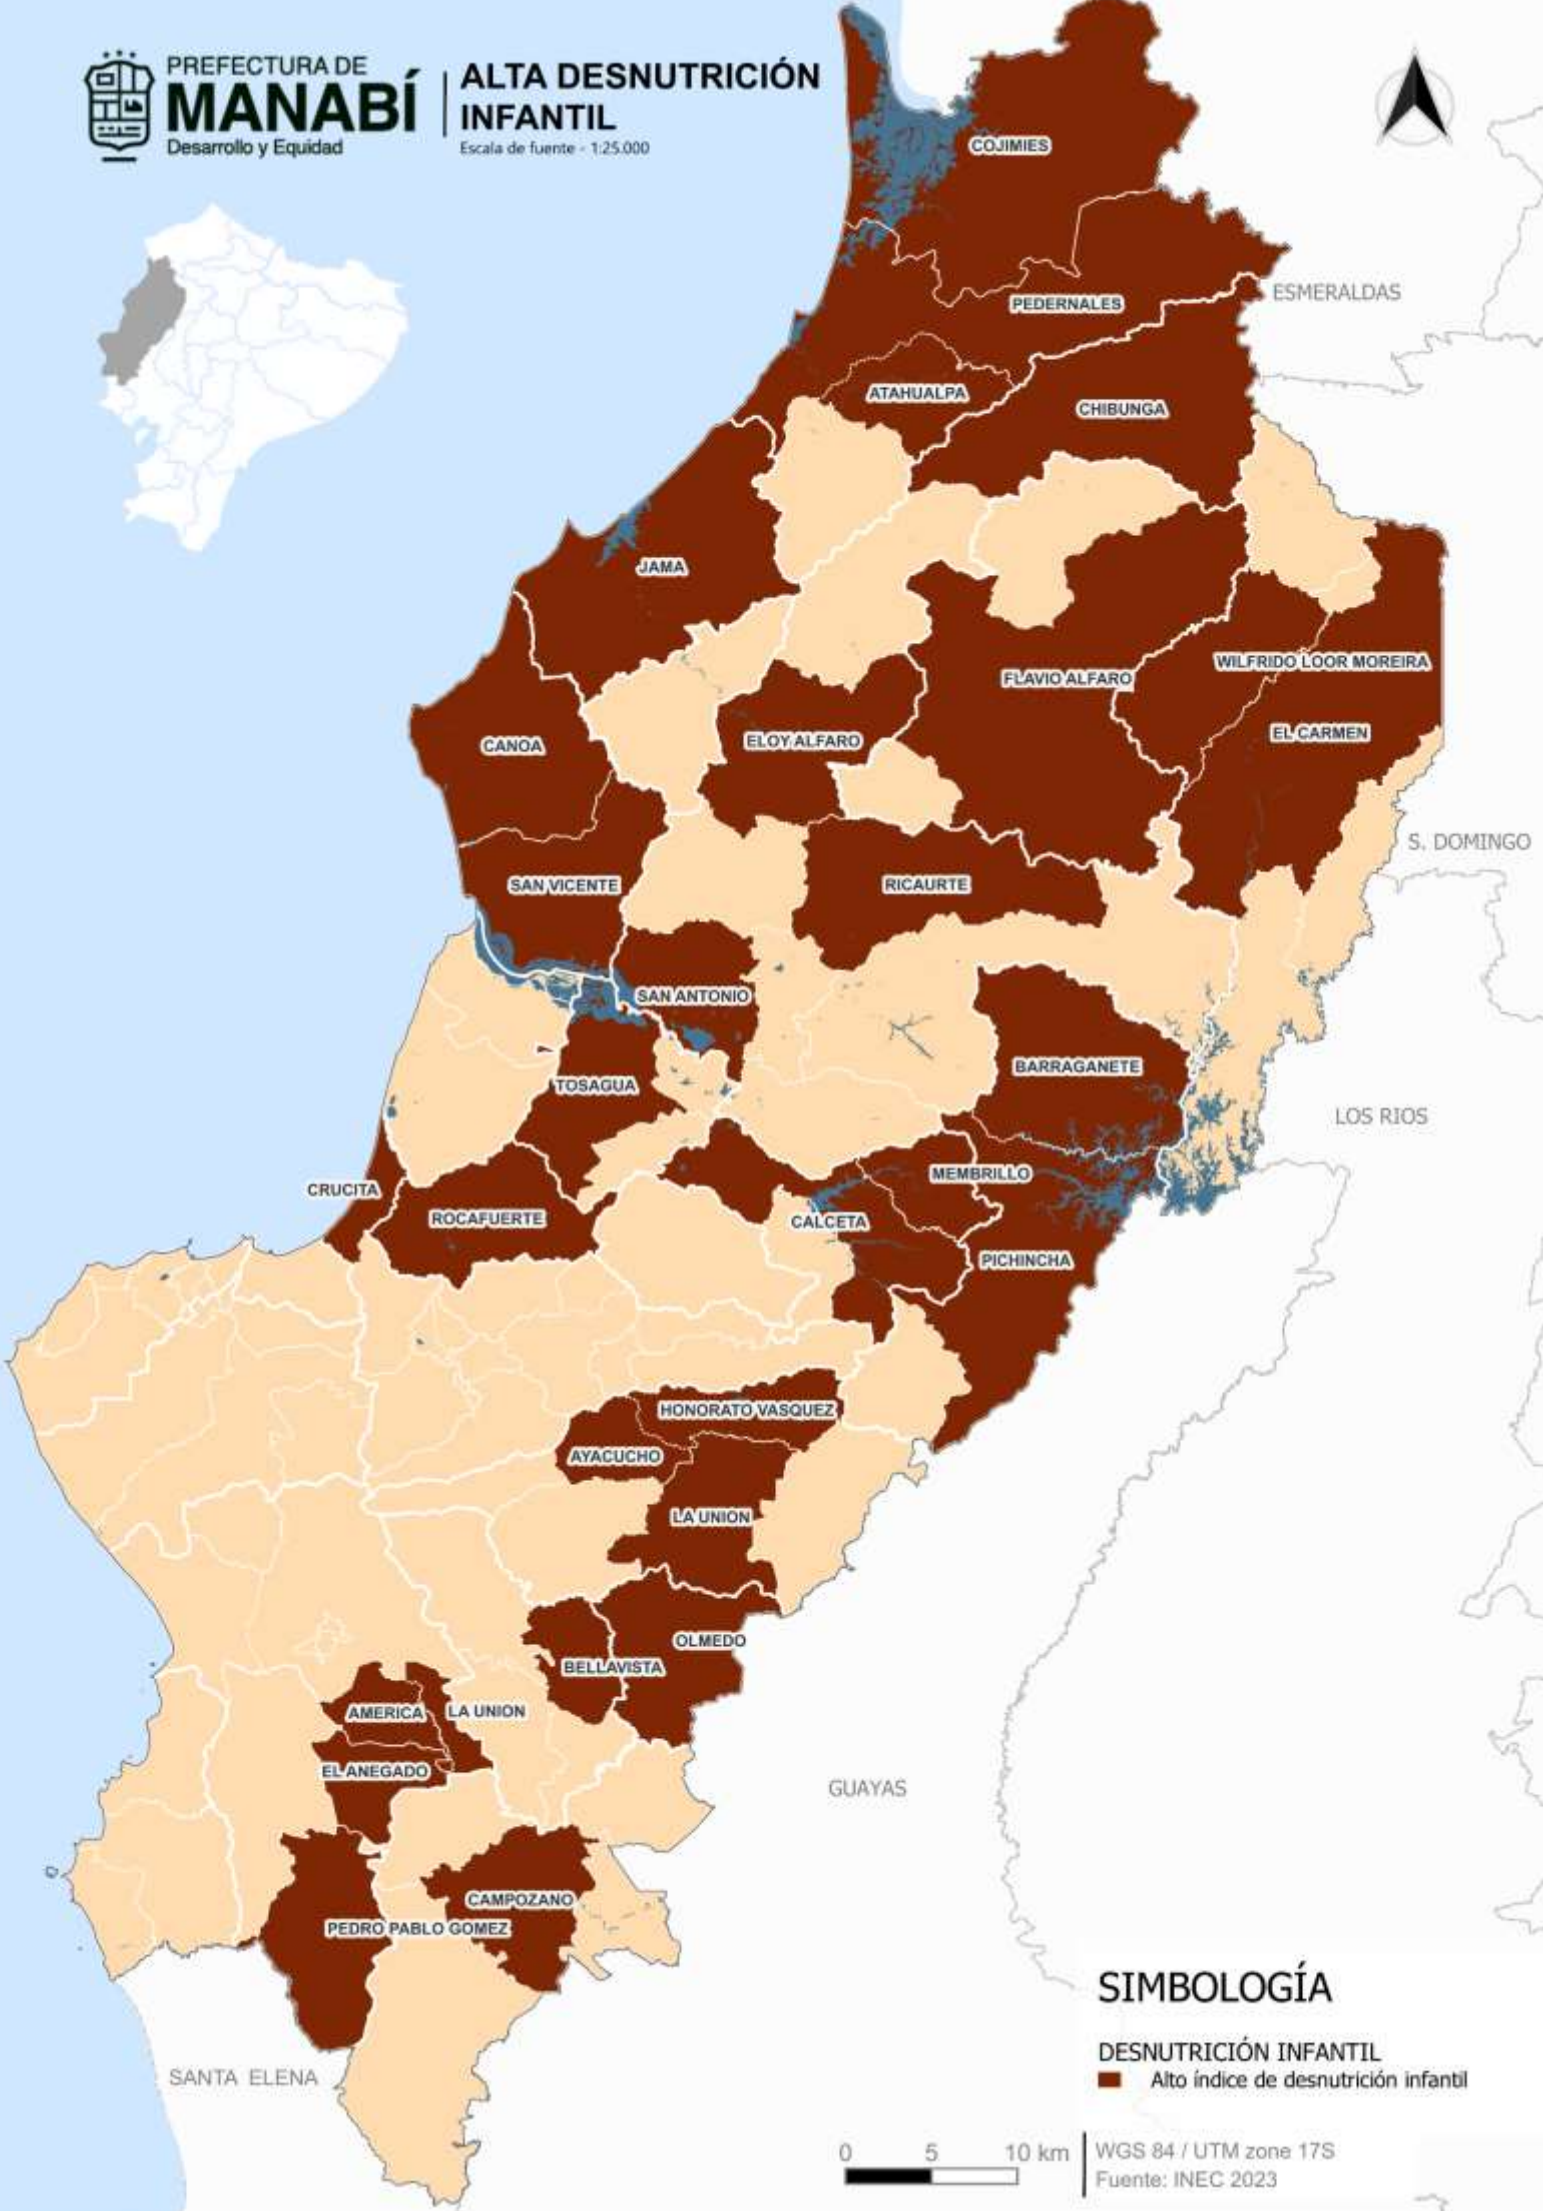 PREFECTURA DE
MANABÍ
Desarrollo y Equidad
ALTA DESNUTRICIÓN
INFANTIL
Escala de fuente - 1:25.000
COJIMIES
ESMERALDAS
PEDERNALES
ATAHUALPA
CHIBUNGA
JAMA
WILFRIDO LOOR MOREIRA
FLAVIO ALFARO
EL CARMEN
CANOA
ELOY ALFARO
S. DOMINGO
SAN VICENTE
RICAURTE
SAN ANTONIO
BARRAGANETE
TOSAGUA
LOS RIOS
MEMBRILLO
CRUCITA
ROCAFUERTE
CALCETA
PICHINCHA
HONORATO VASQUEZ
AYACUCHO
LA UNION
OLMEDO
BELLAVISTA
AMERICA
LA UNION
EL ANEGADO
GUAYAS
CAMPOZANO
PEDRO PABLO GOMEZ
SANTA ELENA
SIMBOLOGÍA
DESNUTRICIÓN INFANTIL
Alto índice de desnutrición infantil
0 5 10 km
WGS 84 / UTM zone 17S
Fuente: INEC 2023